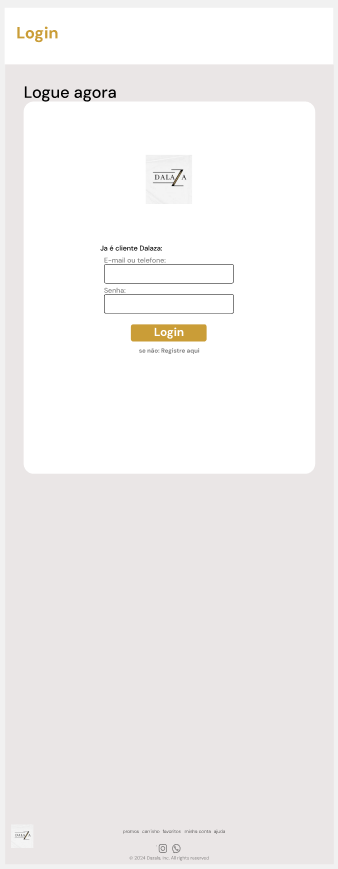 Login
Logue agora
DALAZA
Ja é cliente Dalaza:
E-mail ou telefone:
Senha:
Login
se não: Registre aqui
promos carrinho favoritos minha conta ajuda
© 2024 Dalaza, Inc. All rights reserved